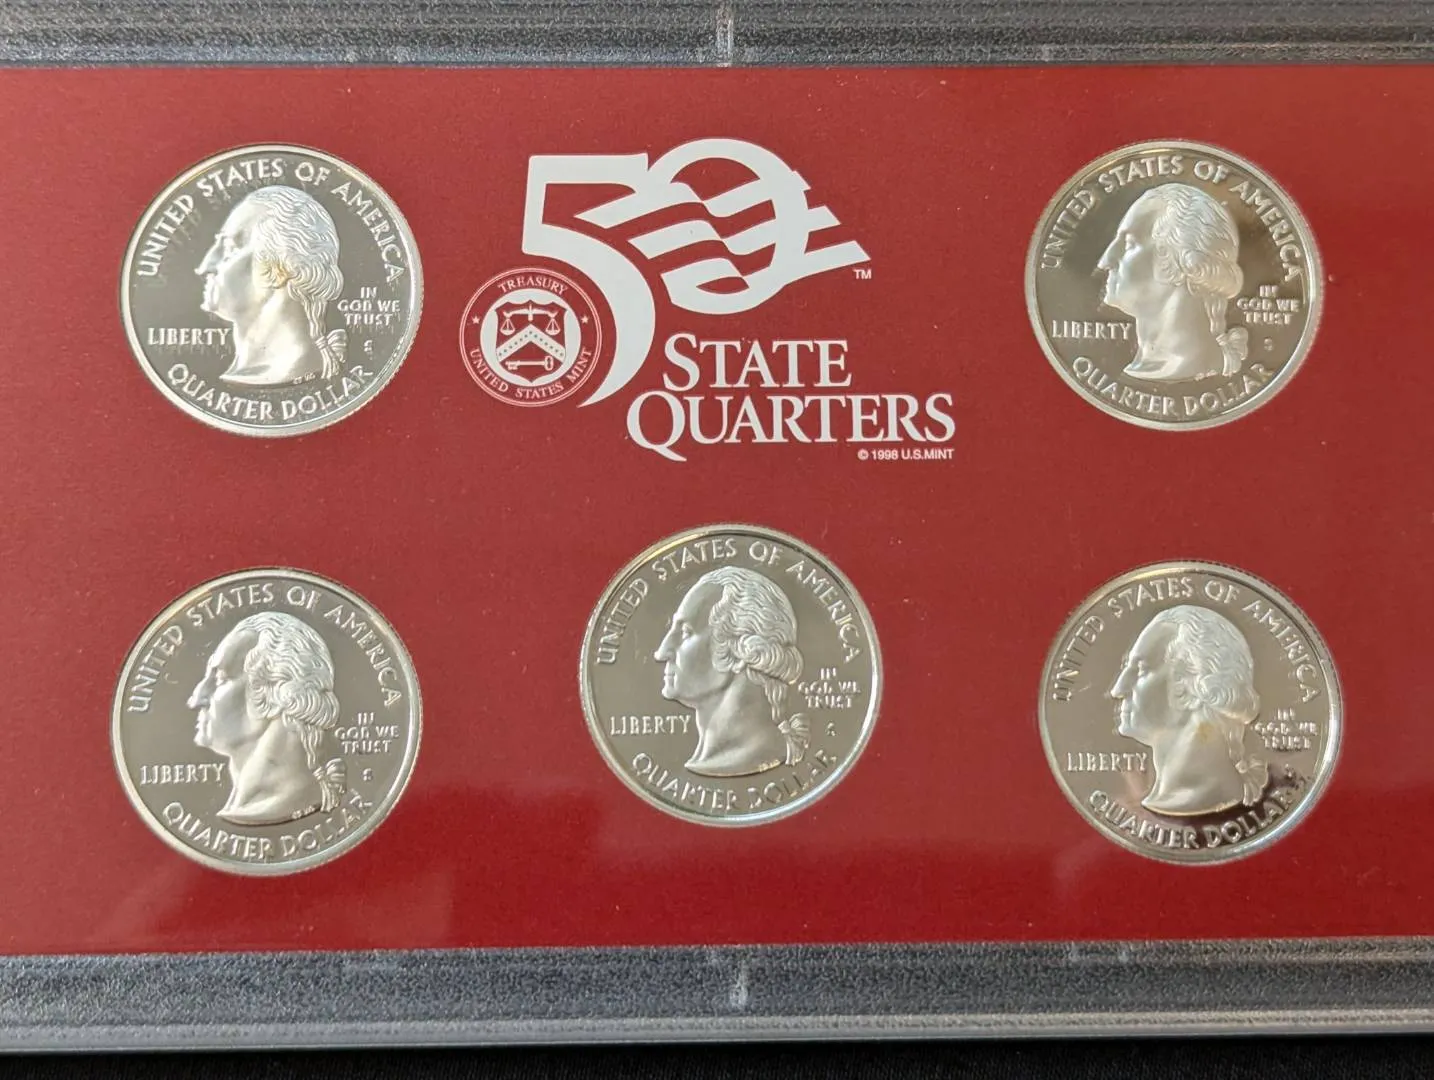 UNITED STATES OF AMERICA
IN
GOD WE
TRUST
LIBERTY
S
QUARTER DOLLAR
50
TM
TREASURY
UNITED STATES MINT
STATE
QUARTERS
© 1998 U.S.MINT
UNITED STATES OF AMERICA
IN
GOD WE
TRUST
LIBERTY
S
QUARTER DOLLAR
UNITED STATES OF AMERICA
IN
GOD WE
TRUST
LIBERTY
S
QUARTER DOLLAR
UNITED STATES OF AMERICA
IN
GOD WE
TRUST
LIBERTY
S
QUARTER DOLLAR
UNITED STATES OF AMERICA
IN
GOD WE
TRUST
LIBERTY
QUARTER DOLLAR